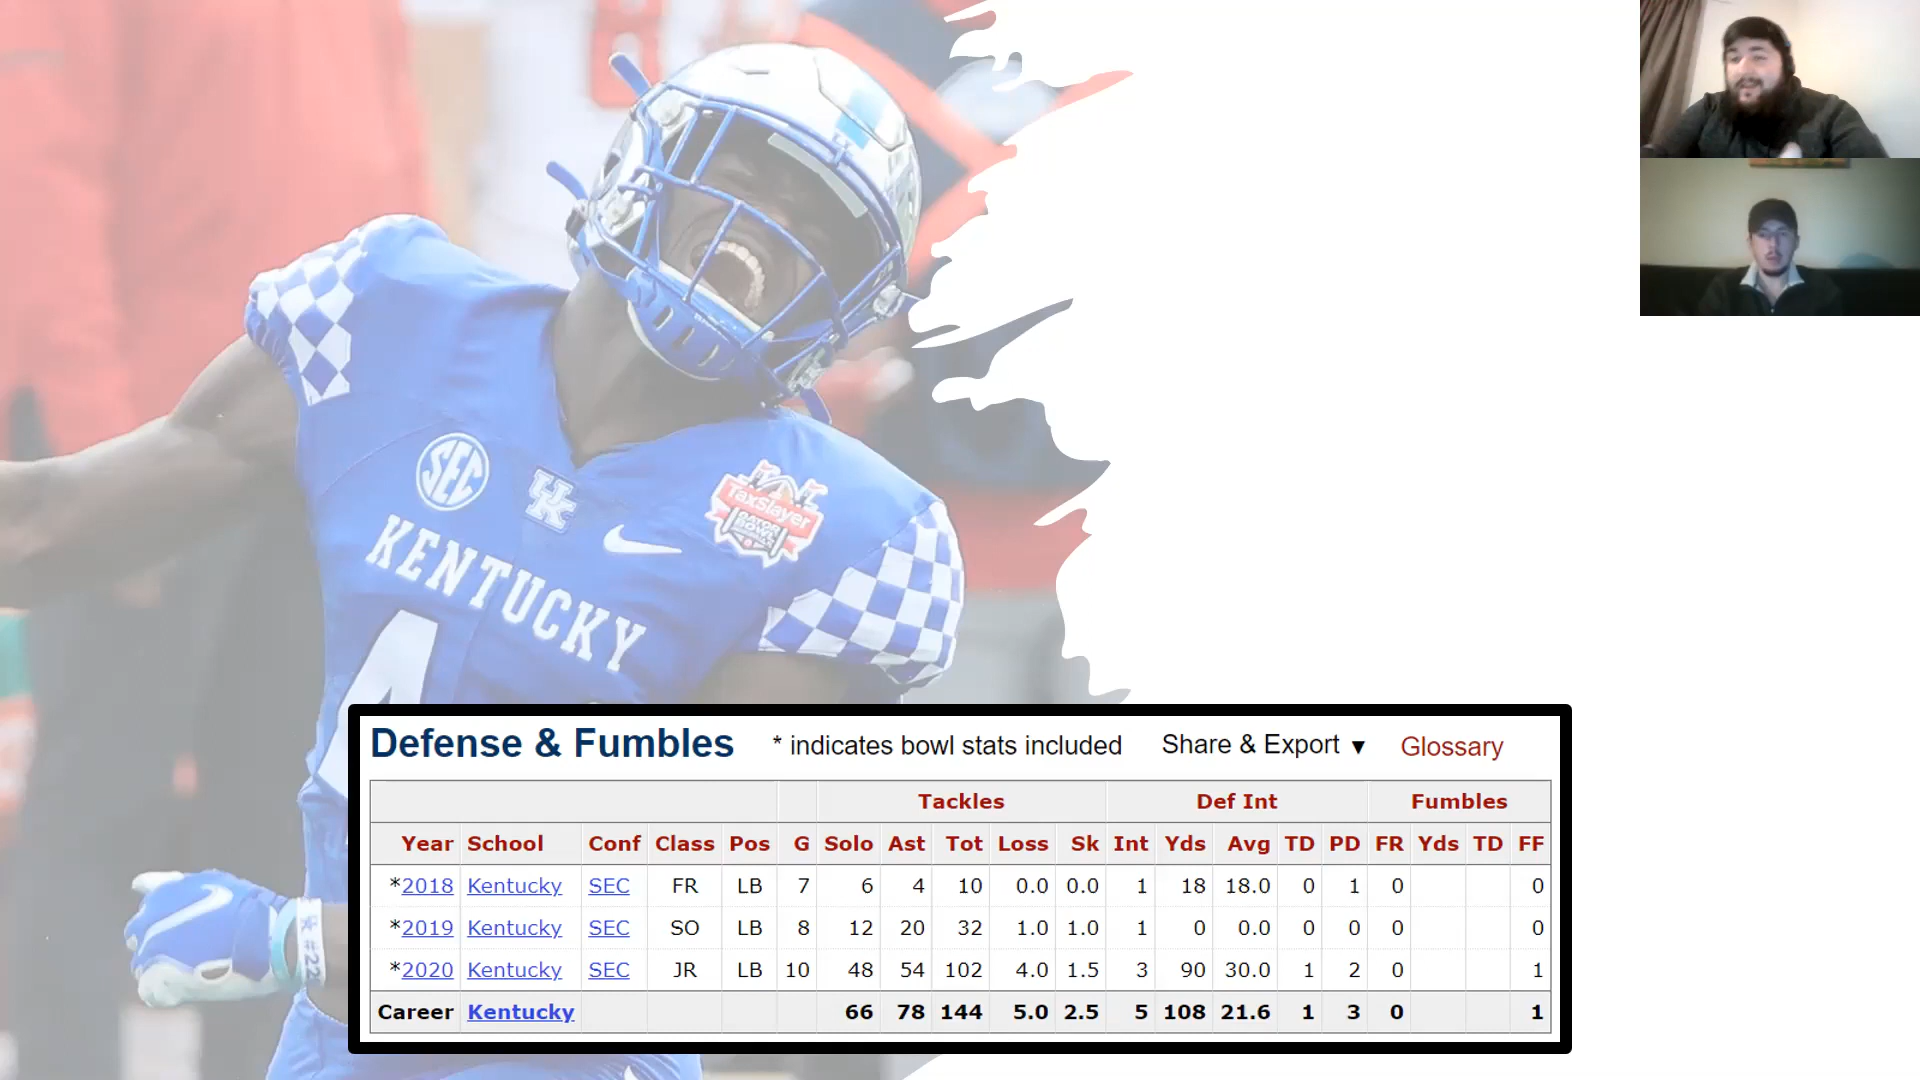 SEC
UK
TaxSlayer
GATOR
BOWL
KENTUCKY
4
#22
Defense & Fumbles * indicates bowl stats included Share & Export ▼ Glossary
Tackles Def Int Fumbles
Year School Conf Class Pos G Solo Ast Tot Loss Sk Int Yds Avg TD PD FR Yds TD FF
*2018 Kentucky SEC FR LB 7 6 4 10 0.0 0.0 1 18 18.0 0 1 0 0
*2019 Kentucky SEC SO LB 8 12 20 32 1.0 1.0 1 0 0.0 0 0 0 0
*2020 Kentucky SEC JR LB 10 48 54 102 4.0 1.5 3 90 30.0 1 2 0 1
Career Kentucky 66 78 144 5.0 2.5 5 108 21.6 1 3 0 1